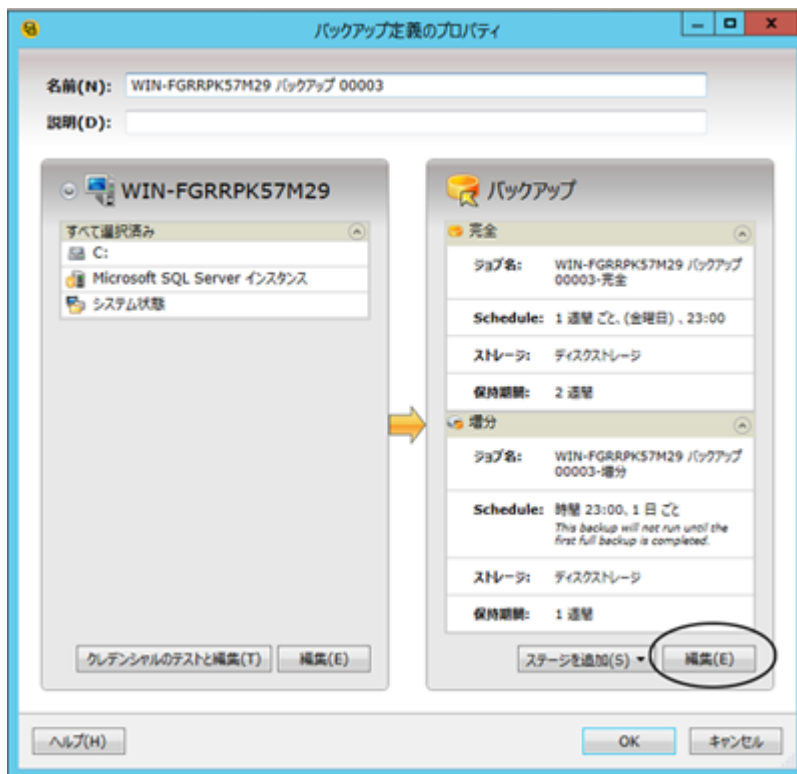 バックアップ定義のプロパティ
名前(N): WIN-FGRRPK57M29 バックアップ 00003
説明(D):
WIN-FGRRPK57M29
すべて選択済み
C:
Microsoft SQL Server インスタンス
システム状態
クレデンシャルのテストと編集(T)
編集(E)
バックアップ
完全
ジョブ名: WIN-FGRRPK57M29 バックアップ
00003-完全
Schedule: 1 週間 ごと、(金曜日) 、23:00
ストレージ: ディスクストレージ
保持期間: 2 週間
増分
ジョブ名: WIN-FGRRPK57M29 バックアップ
00003-増分
Schedule: 時間 23:00、1 日 ごと
This backup will not run until the
first full backup is completed.
ストレージ: ディスクストレージ
保持期間: 1 週間
ステージを追加(S)
編集(E)
ヘルプ(H)
OK
キャンセル